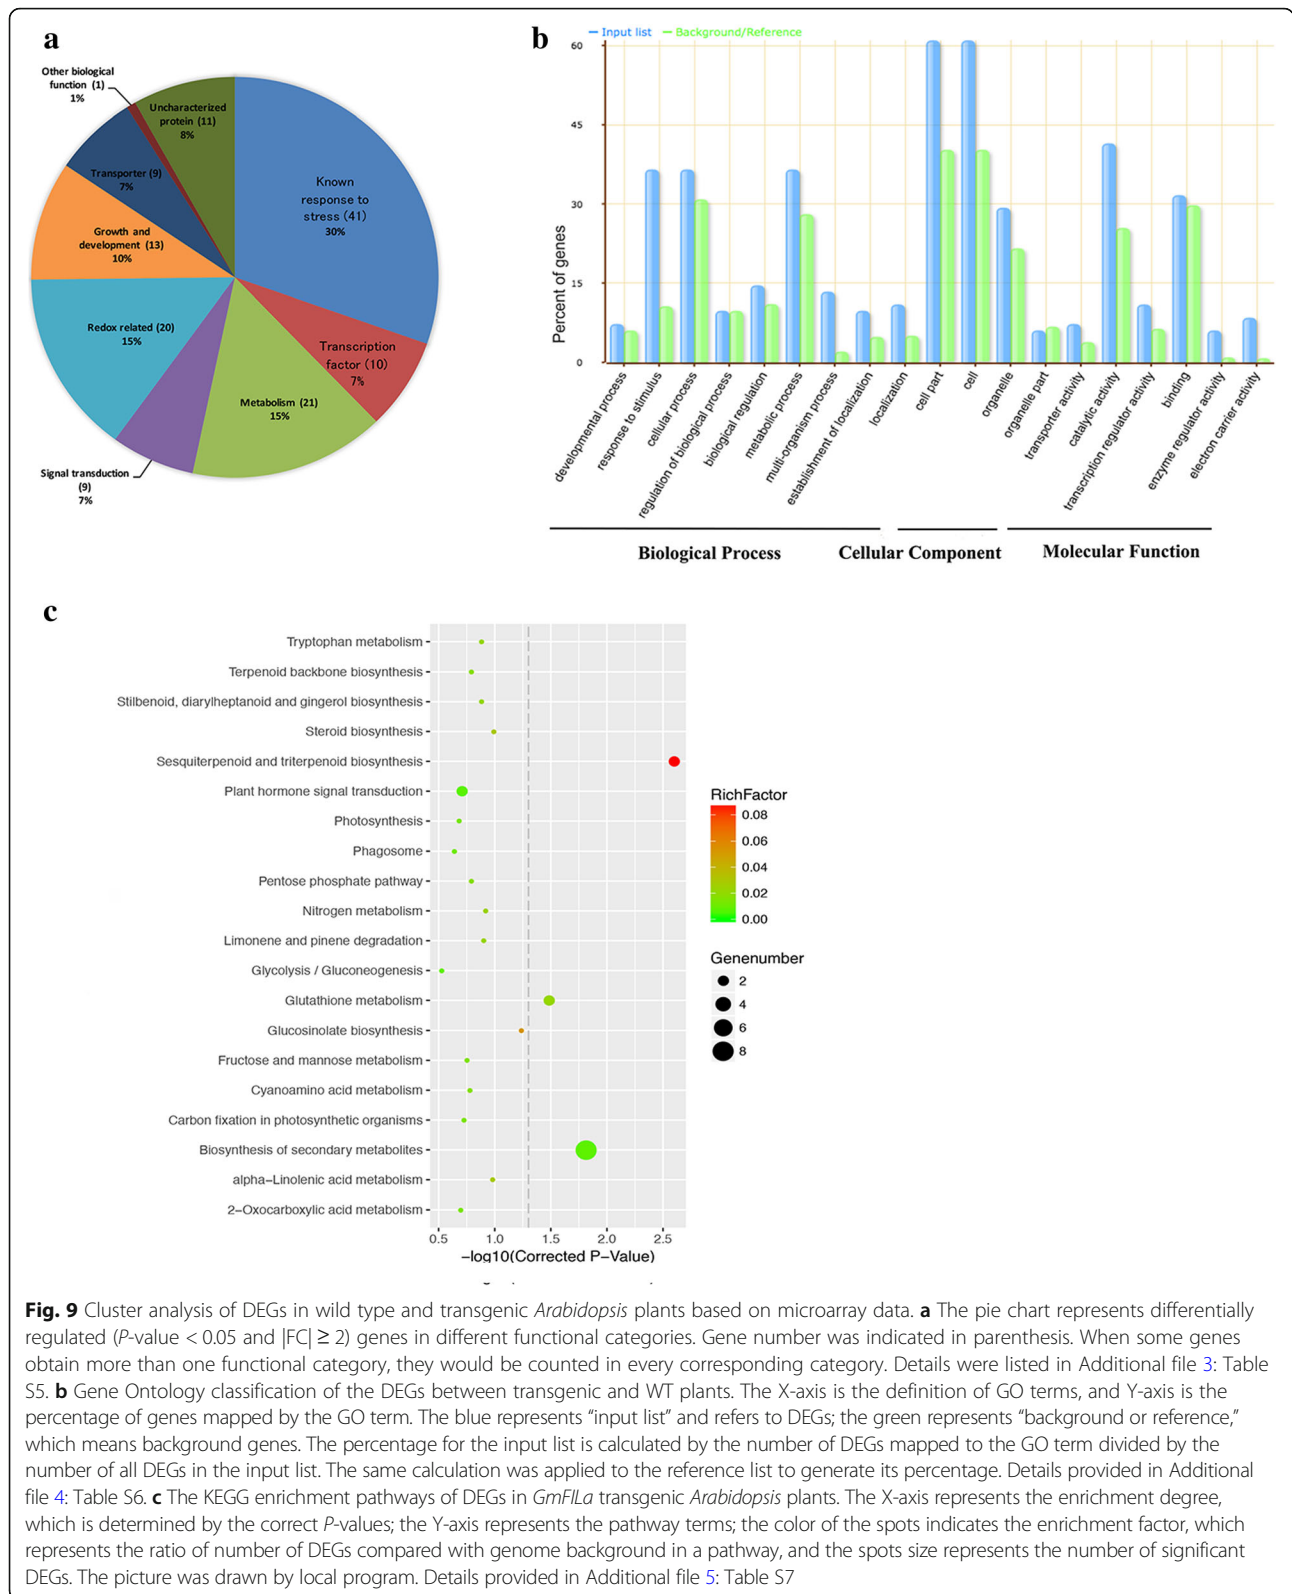 a
Other biological
function (1)
1%
Uncharacterized
protein (11)
8%
Transporter (9)
7%
Known
response to
stress (41)
30%
Growth and
development (13)
10%
Redox related (20)
15%
Transcription
factor (10)
7%
Metabolism (21)
15%
Signal transduction
(9)
7%
b
Input list Background/Reference
60
45
30
15
0
Percent of genes
developmental process
response to stimulus
cellular process
regulation of biological process
biological regulation
metabolic process
multi-organism process
establishment of localization
localization
cell part
cell
organelle
organelle part
transporter activity
catalytic activity
transcription regulator activity
binding
enzyme regulator activity
electron carrier activity
Biological Process Cellular Component Molecular Function
c
Tryptophan metabolism
Terpenoid backbone biosynthesis
Stilbenoid, diarylheptanoid and gingerol biosynthesis
Steroid biosynthesis
Sesquiterpenoid and triterpenoid biosynthesis
Plant hormone signal transduction
Photosynthesis
Phagosome
Pentose phosphate pathway
Nitrogen metabolism
Limonene and pinene degradation
Glycolysis / Gluconeogenesis
Glutathione metabolism
Glucosinolate biosynthesis
Fructose and mannose metabolism
Cyanoamino acid metabolism
Carbon fixation in photosynthetic organisms
Biosynthesis of secondary metabolites
alpha-Linolenic acid metabolism
2-Oxocarboxylic acid metabolism
0.5 1.0 1.5 2.0 2.5
-log10(Corrected P-Value)
RichFactor
0.08
0.06
0.04
0.02
0.00
Genenumber
2
4
6
8
Fig. 9 Cluster analysis of DEGs in wild type and transgenic Arabidopsis plants based on microarray data. a The pie chart represents differentially
regulated (P-value < 0.05 and |FC| ≥ 2) genes in different functional categories. Gene number was indicated in parenthesis. When some genes
obtain more than one functional category, they would be counted in every corresponding category. Details were listed in Additional file 3: Table
S5. b Gene Ontology classification of the DEGs between transgenic and WT plants. The X-axis is the definition of GO terms, and Y-axis is the
percentage of genes mapped by the GO term. The blue represents “input list” and refers to DEGs; the green represents “background or reference,”
which means background genes. The percentage for the input list is calculated by the number of DEGs mapped to the GO term divided by the
number of all DEGs in the input list. The same calculation was applied to the reference list to generate its percentage. Details provided in Additional
file 4: Table S6. c The KEGG enrichment pathways of DEGs in GmFILa transgenic Arabidopsis plants. The X-axis represents the enrichment degree,
which is determined by the correct P-values; the Y-axis represents the pathway terms; the color of the spots indicates the enrichment factor, which
represents the ratio of number of DEGs compared with genome background in a pathway, and the spots size represents the number of significant
DEGs. The picture was drawn by local program. Details provided in Additional file 5: Table S7